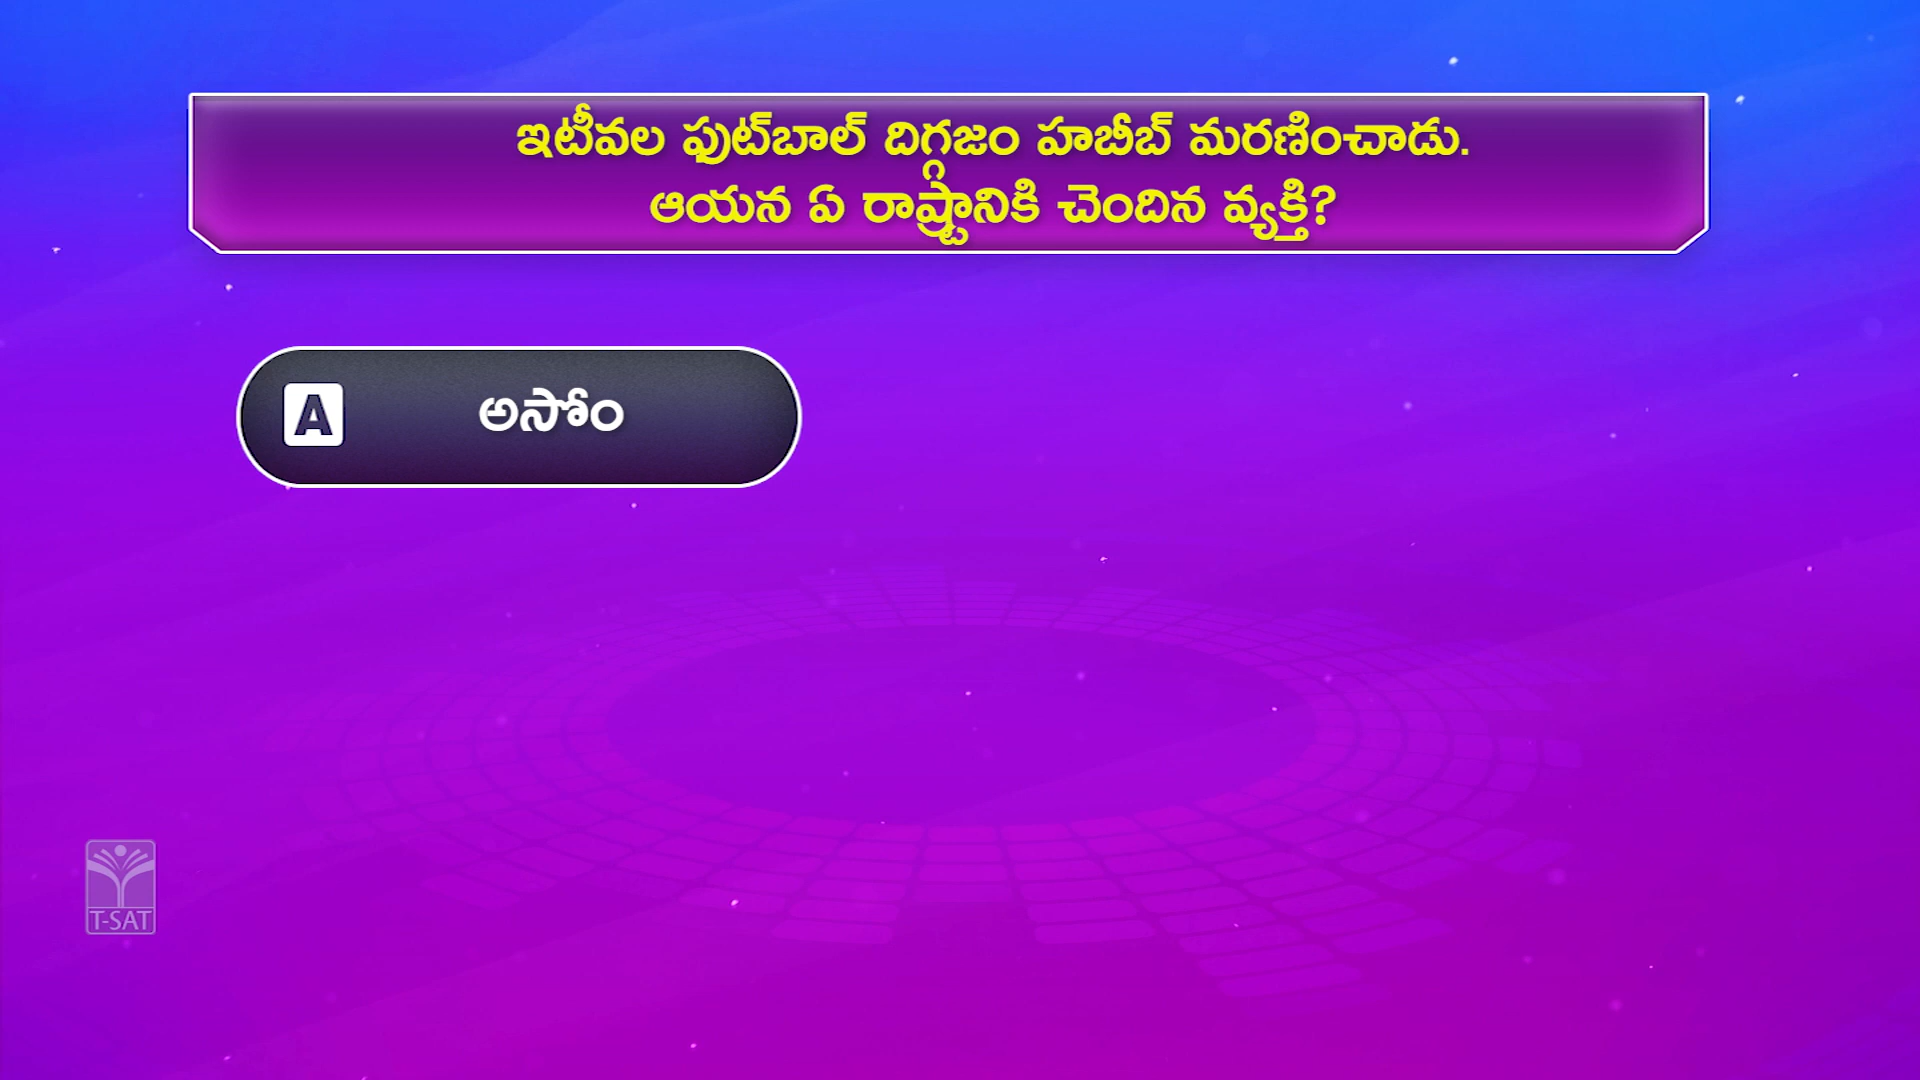 ఇటీవల ఫుట్‌బాల్ దిగ్గజం హబీబ్ మరణించాడు.
ఆయన ఏ రాష్ట్రానికి చెందిన వ్యక్తి?
A అసోం
T-SAT